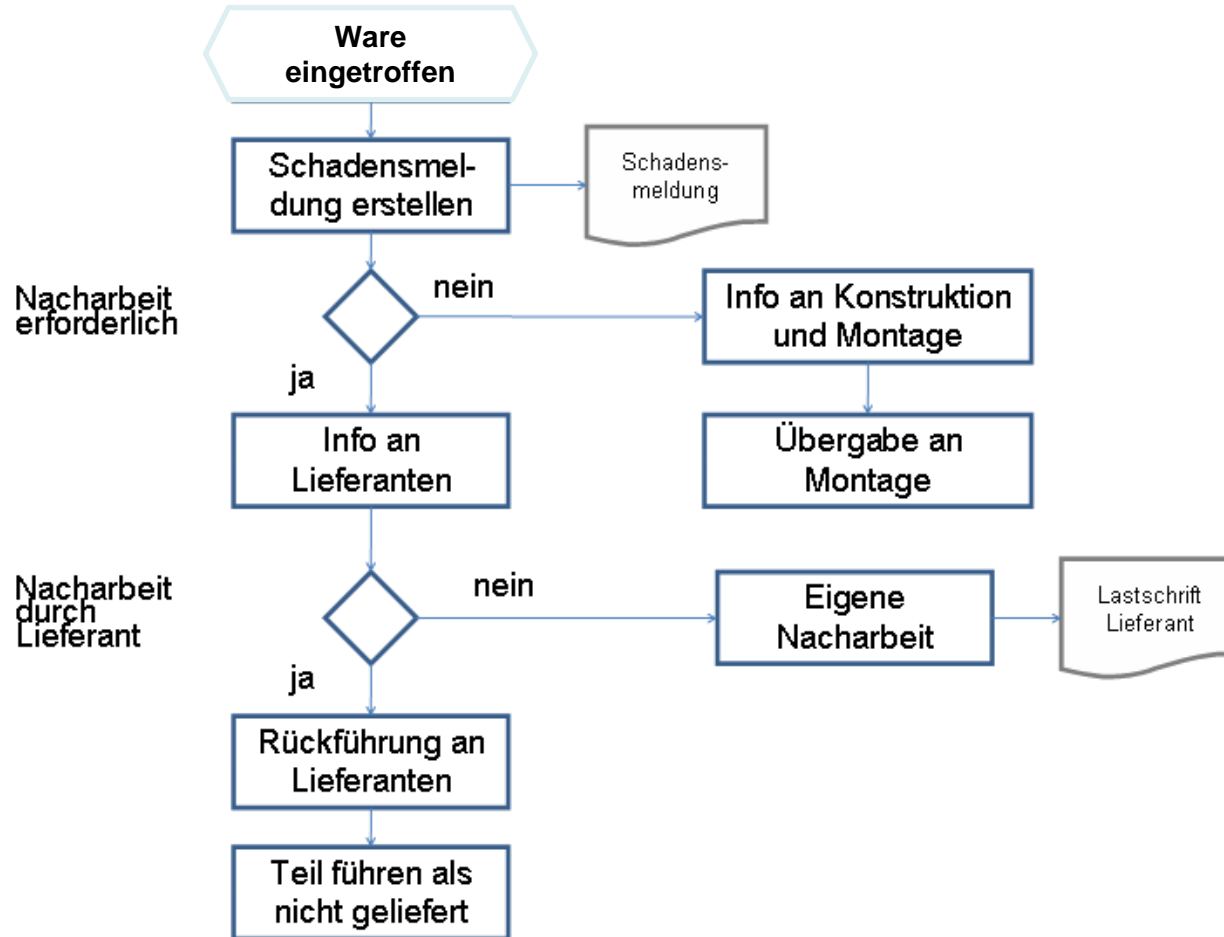 Ware
eingetroffen
Schadensmel-
dung erstellen
Schadens-
meldung
Nacharbeit
erforderlich
nein
Info an Konstruktion
und Montage
ja
Info an
Lieferanten
Übergabe an
Montage
Nacharbeit
durch
Lieferant
nein
Eigene
Nacharbeit
Lastschrift
Lieferant
ja
Rückführung an
Lieferanten
Teil führen als
nicht geliefert